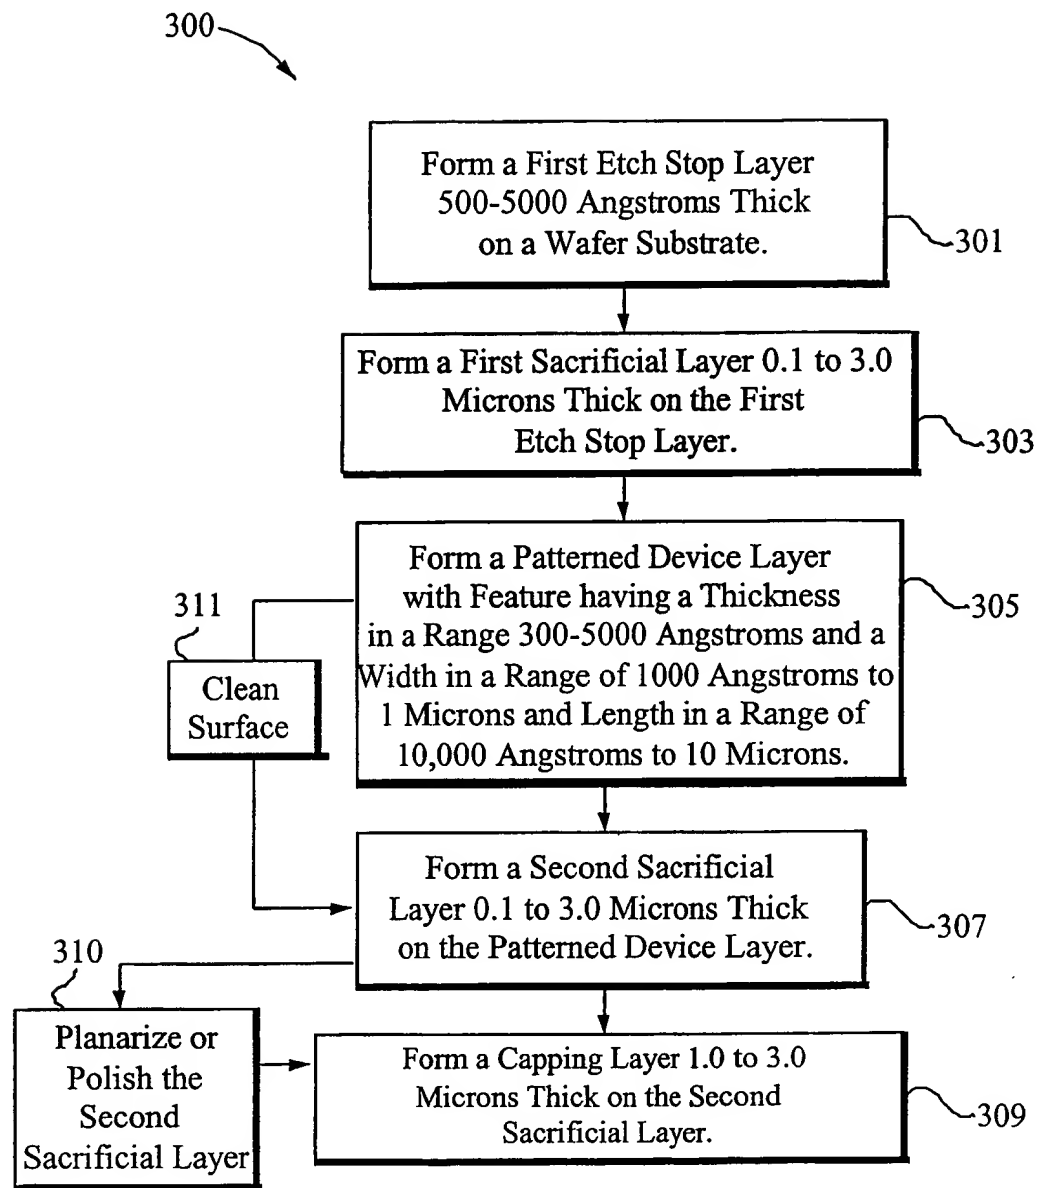 300
Form a First Etch Stop Layer
500-5000 Angstroms Thick
on a Wafer Substrate.
301
Form a First Sacrificial Layer 0.1 to 3.0
Microns Thick on the First
Etch Stop Layer.
303
Form a Patterned Device Layer
with Feature having a Thickness
in a Range 300-5000 Angstroms and a
Width in a Range of 1000 Angstroms to
1 Microns and Length in a Range of
10,000 Angstroms to 10 Microns.
305
311
Clean
Surface
Form a Second Sacrificial
Layer 0.1 to 3.0 Microns Thick
on the Patterned Device Layer.
307
310
Planarize or
Polish the
Second
Sacrificial Layer
Form a Capping Layer 1.0 to 3.0
Microns Thick on the Second
Sacrificial Layer.
309